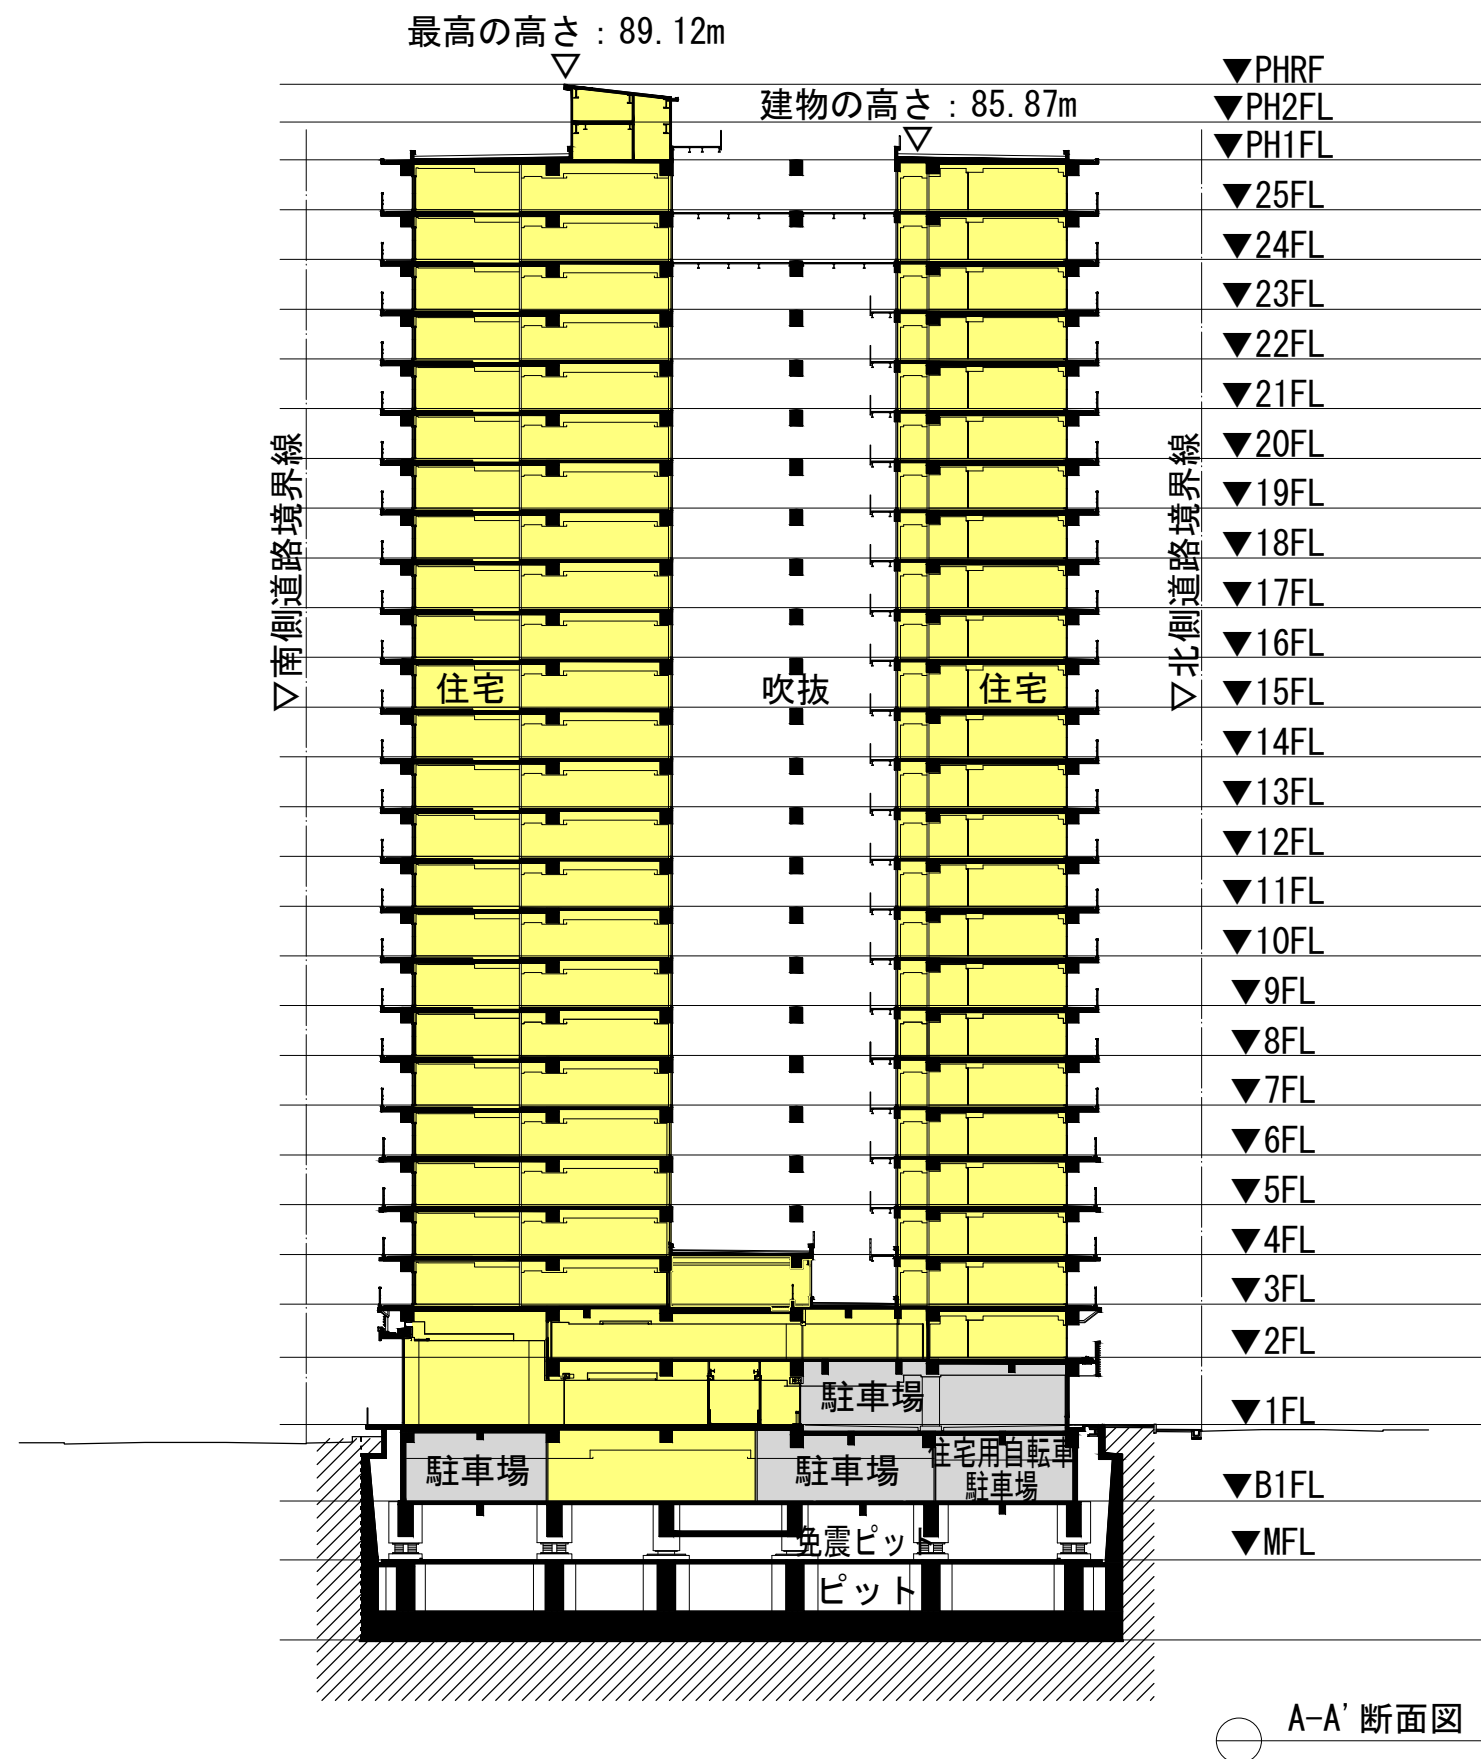 最高の高さ：89.12m
▼PHRF
建物の高さ：85.87m
▼PH2FL
▼PH1FL
▼25FL
▼24FL
▼23FL
▼22FL
▼21FL
▼20FL
▼19FL
▼18FL
▼17FL
▼16FL
▽南側道路境界線
▽北側道路境界線
住宅
吹抜
住宅
▼15FL
▼14FL
▼13FL
▼12FL
▼11FL
▼10FL
▼9FL
▼8FL
▼7FL
▼6FL
▼5FL
▼4FL
▼3FL
▼2FL
駐車場
▼1FL
駐車場
駐車場
住宅用自転車
駐車場
▼B1FL
免震ピット
▼MFL
ピット
A-A'断面図